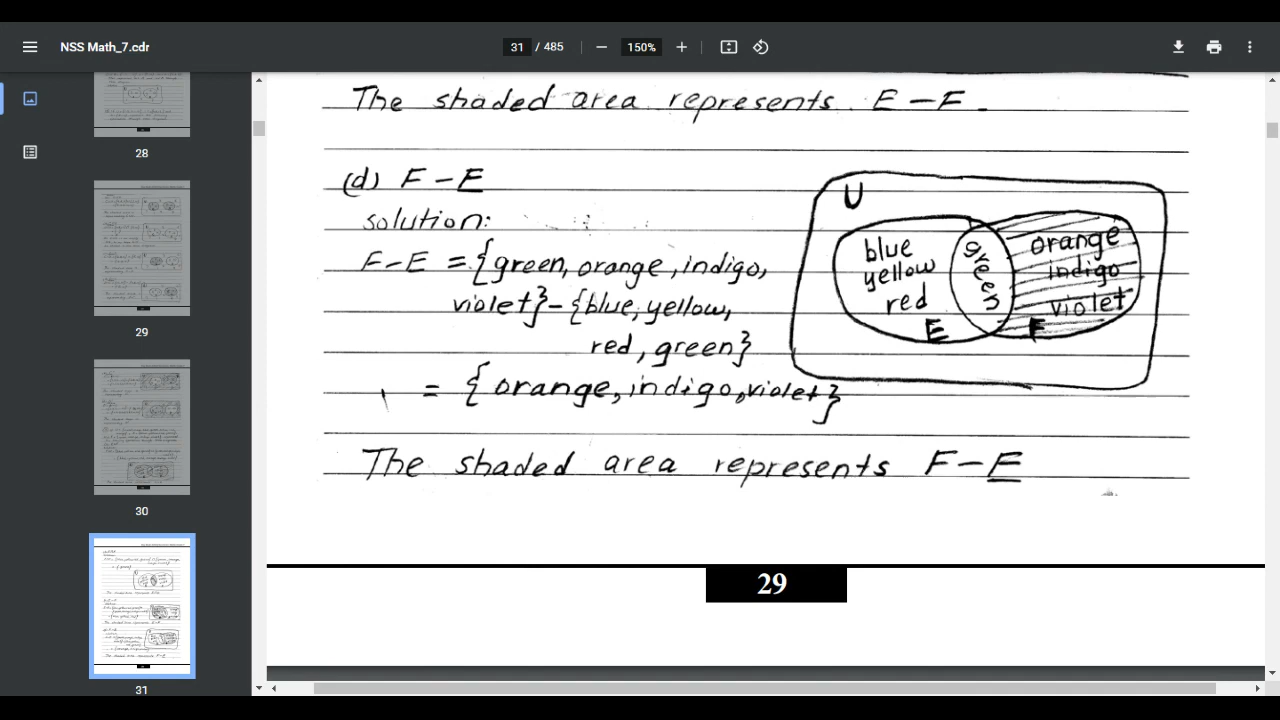 NSS Math_7.cdr
31 / 485
150%
28
29
30
31
The shaded area represents E - F.
(d) F - E
solution:
F - E = {green, orange, indigo,
violet} - {blue, yellow,
red, green}
= {orange, indigo, violet}
The shaded area represents F - E
U
blue
yellow
red
E
green
orange
indigo
violet
F
29